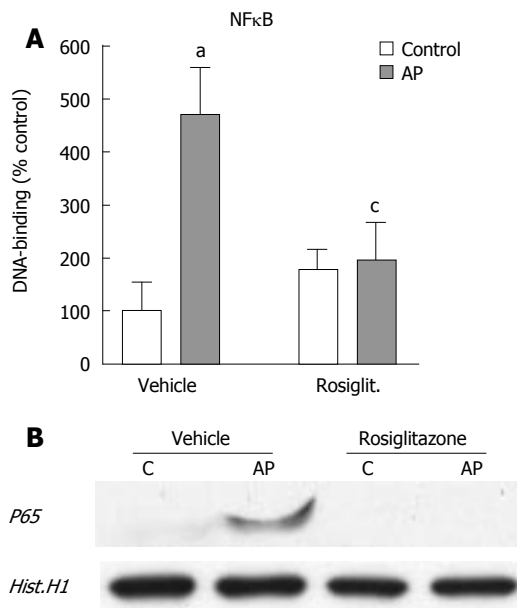 NFκB
A
600
500
400
300
200
100
0
DNA-binding (% control)
a
c
Control
AP
Vehicle Rosiglit.
B
Vehicle Rosiglitazone
C AP C AP
P65
Hist.H1